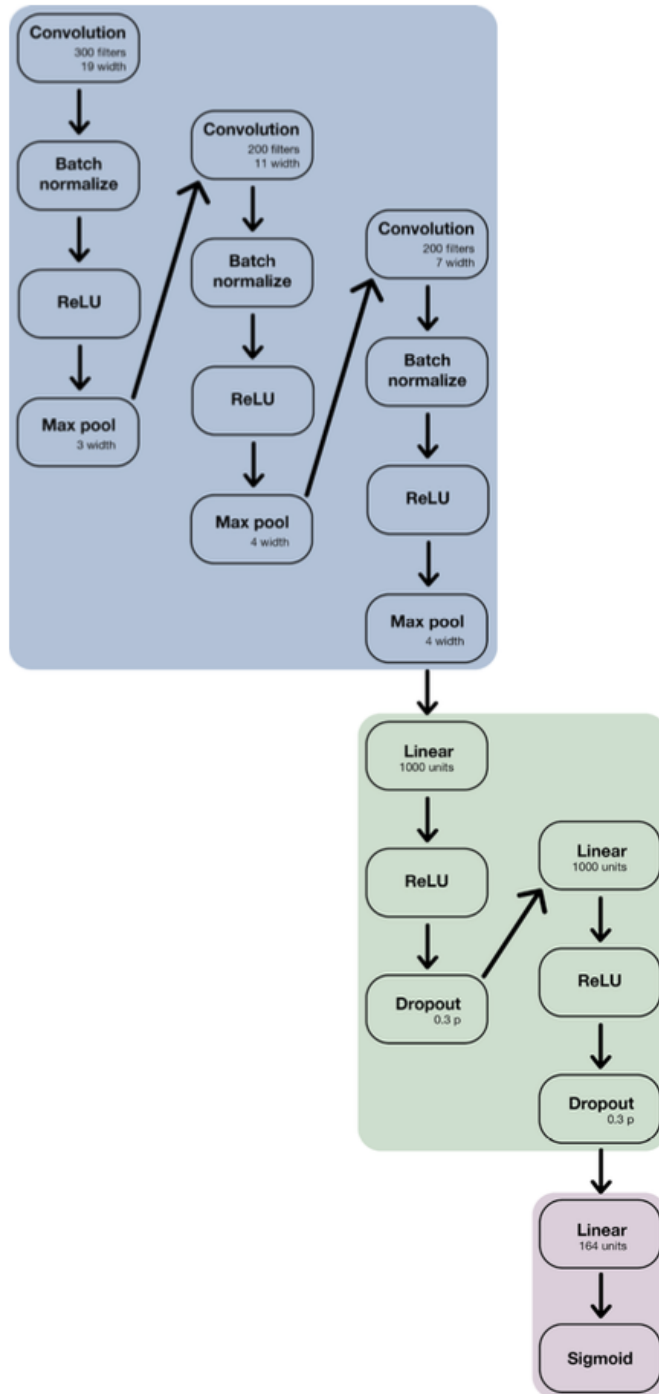 Convolution
300 filters
19 width
Batch
normalize
ReLU
Max pool
3 width
Convolution
200 filters
11 width
Batch
normalize
ReLU
Max pool
4 width
Convolution
200 filters
7 width
Batch
normalize
ReLU
Max pool
4 width
Linear
1000 units
ReLU
Dropout
0.3 p
Linear
1000 units
ReLU
Dropout
0.3 p
Linear
164 units
Sigmoid